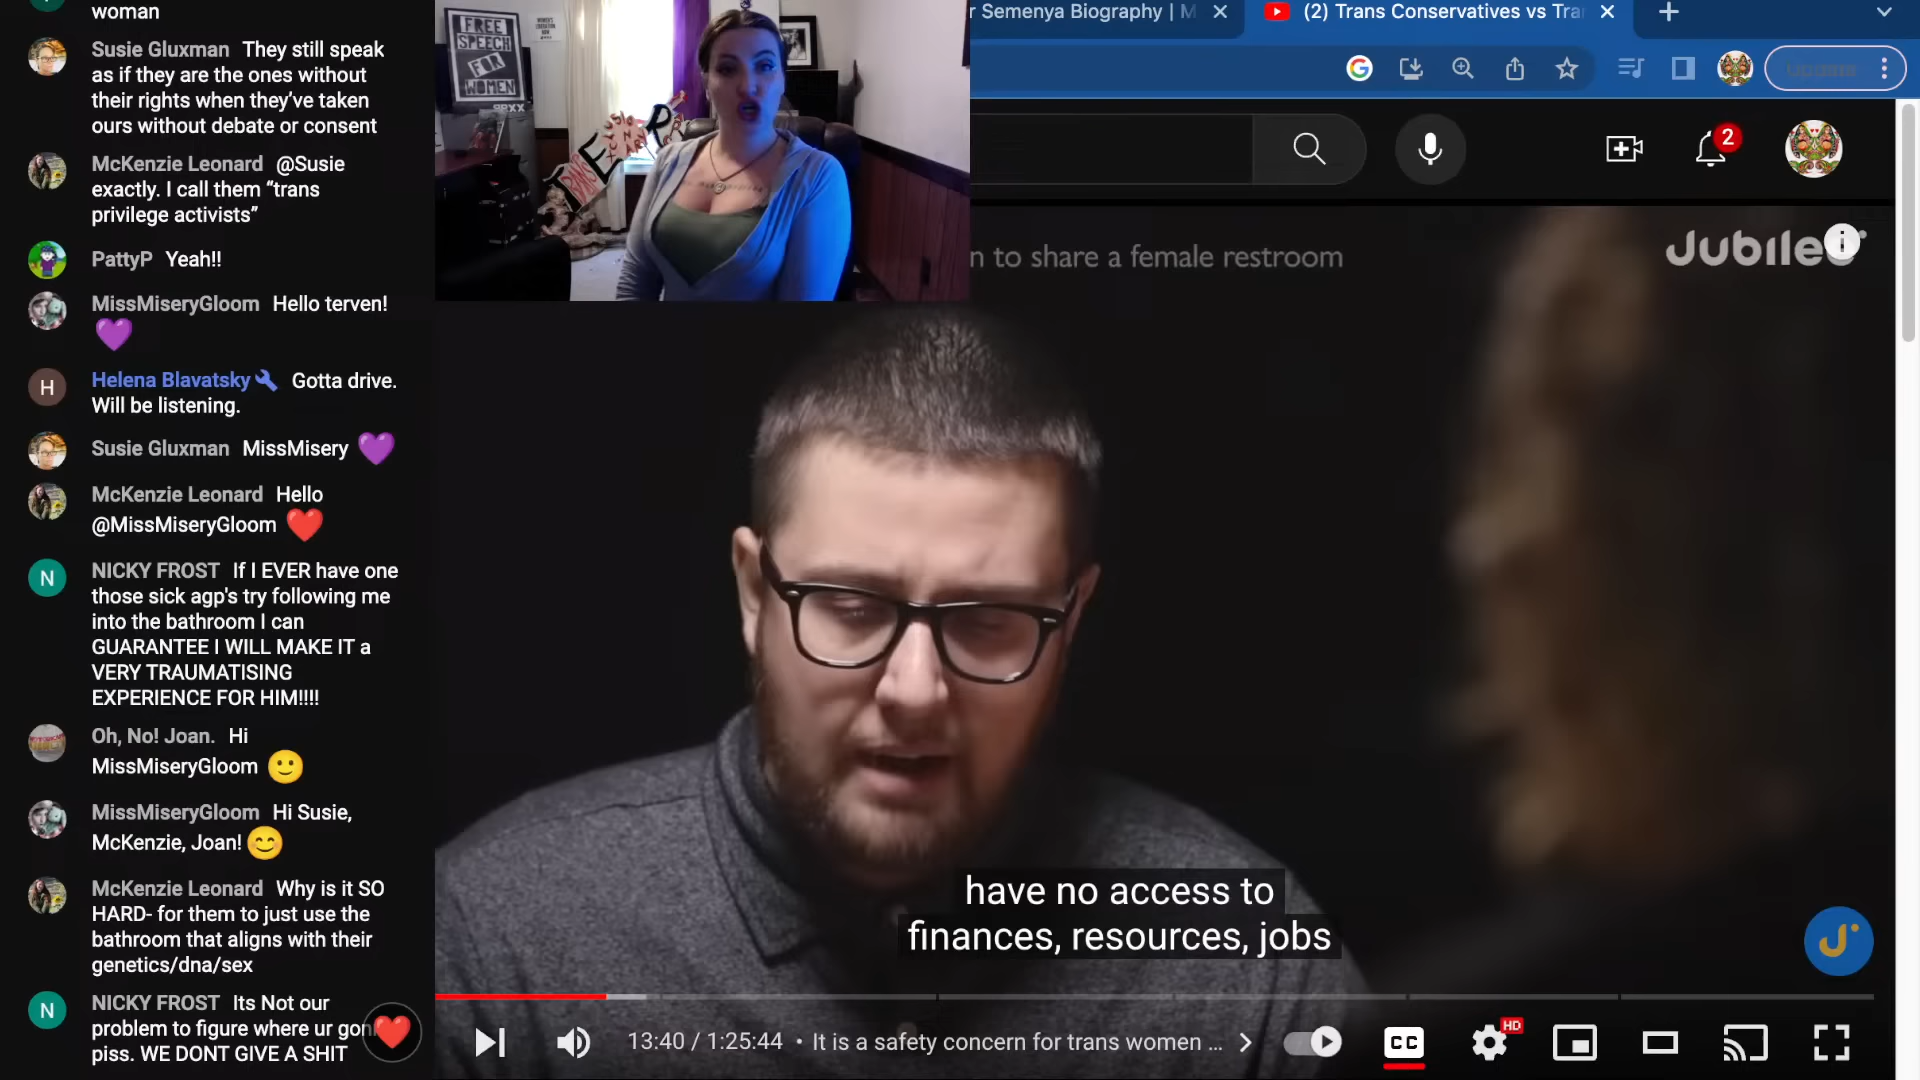 woman
Susie Gluxman They still speak
as if they are the ones without
their rights when they’ve taken
ours without debate or consent
McKenzie Leonard @Susie
exactly. I call them “trans
privilege activists”
PattyP Yeah!!
MissMiseryGloom Hello terven!
💜
H
Helena Blavatsky Gotta drive.
Will be listening.
Susie Gluxman MissMisery 💜
McKenzie Leonard Hello
@MissMiseryGloom ❤️
N
NICKY FROST If I EVER have one
those sick agp's try following me
into the bathroom I can
GUARANTEE I WILL MAKE IT a
VERY TRAUMATISING
EXPERIENCE FOR HIM!!!!
Oh, No! Joan. Hi
MissMiseryGloom 🙂
MissMiseryGloom Hi Susie,
McKenzie, Joan! 😊
McKenzie Leonard Why is it SO
HARD- for them to just use the
bathroom that aligns with their
genetics/dna/sex
N
NICKY FROST Its Not our
problem to figure where ur gon
piss. WE DONT GIVE A SHIT
FREE
SPEECH
FOR
WOMEN
TERF
r Semenya Biography | M
(2) Trans Conservatives vs Tra
2
n to share a female restroom
Jubilee
have no access to
finances, resources, jobs
13:40 / 1:25:44 • It is a safety concern for trans women ...
CC
HD